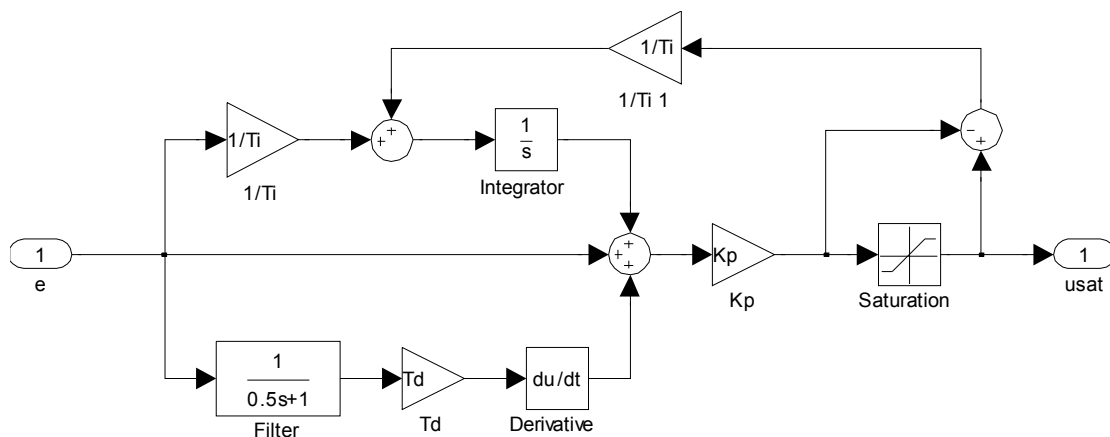 1/Ti
1/Ti 1
1/Ti
1/Ti
1
s
Integrator
+
+
-
+
1
e
+
+
+
Kp
Kp
Saturation
1
usat
1
0.5s+1
Filter
Td
Td
du/dt
Derivative